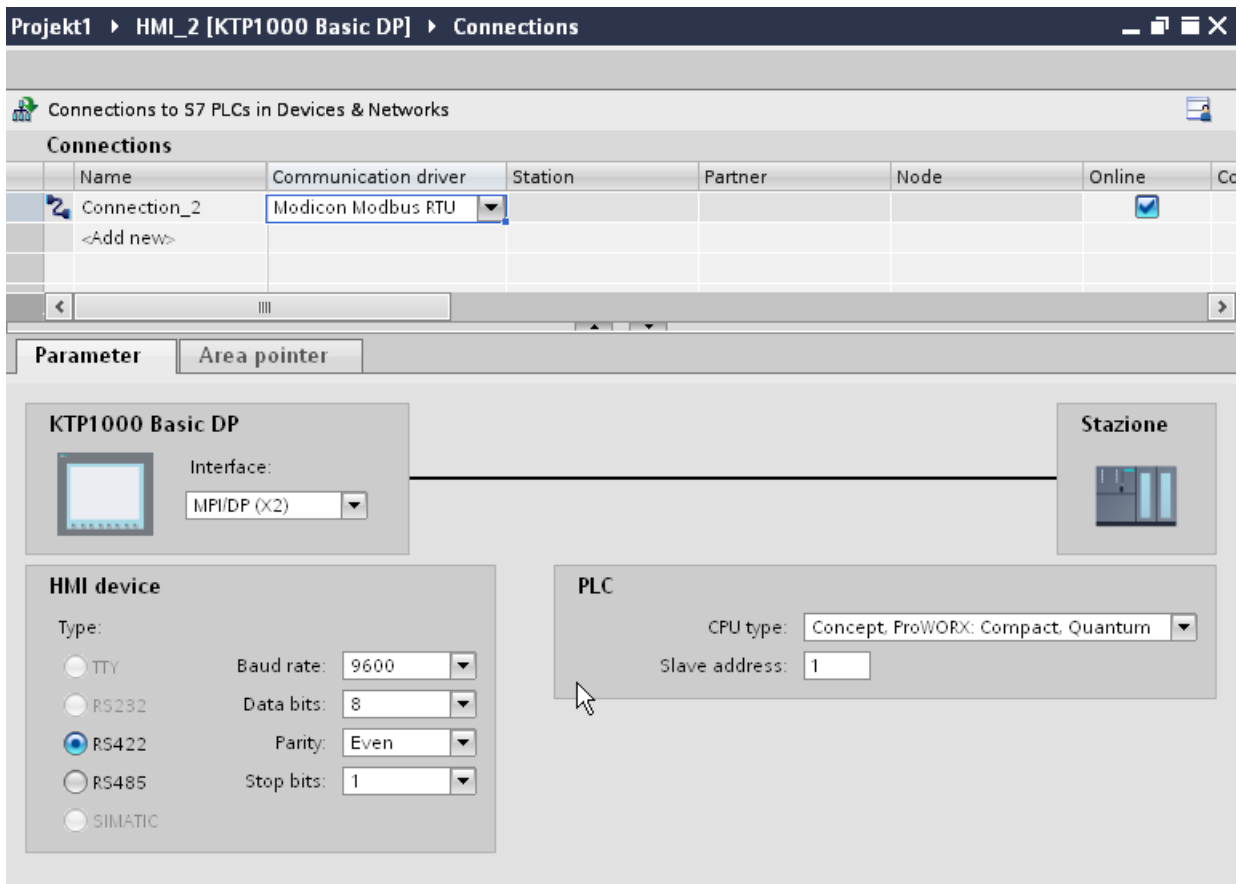 Projekt1 ▸ HMI_2 [KTP1000 Basic DP] ▸ Connections
Connections to S7 PLCs in Devices & Networks
Connections
Name Communication driver Station Partner Node Online Co
Connection_2 Modicon Modbus RTU
<Add new>
Parameter Area pointer
KTP1000 Basic DP
Interface:
MPI/DP (X2)
Stazione
HMI device
Type:
TTY Baud rate: 9600
RS232 Data bits: 8
RS422 Parity: Even
RS485 Stop bits: 1
SIMATIC
PLC
CPU type: Concept, ProWORX: Compact, Quantum
Slave address: 1